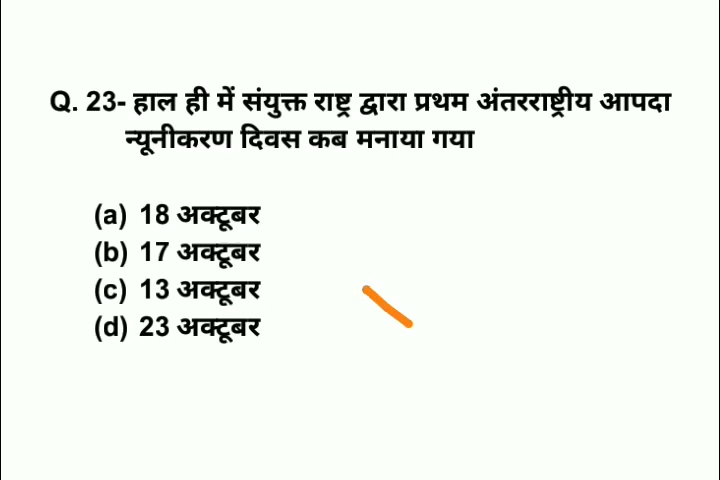 Q. 23- हाल ही में संयुक्त राष्ट्र द्वारा प्रथम अंतरराष्ट्रीय आपदा
न्यूनीकरण दिवस कब मनाया गया
(a) 18 अक्टूबर
(b) 17 अक्टूबर
(c) 13 अक्टूबर
(d) 23 अक्टूबर